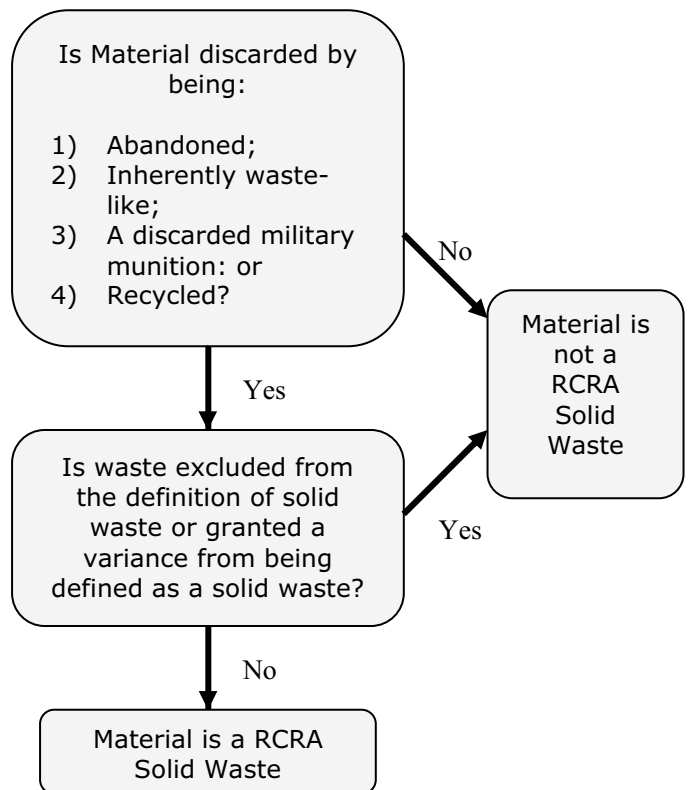 Is Material discarded by
being:
1) Abandoned;
2) Inherently waste-
like;
3) A discarded military
munition: or
4) Recycled?
No
Material is
not a
RCRA
Solid
Waste
Yes
Is waste excluded from
the definition of solid
waste or granted a
variance from being
defined as a solid waste?
Yes
No
Material is a RCRA
Solid Waste